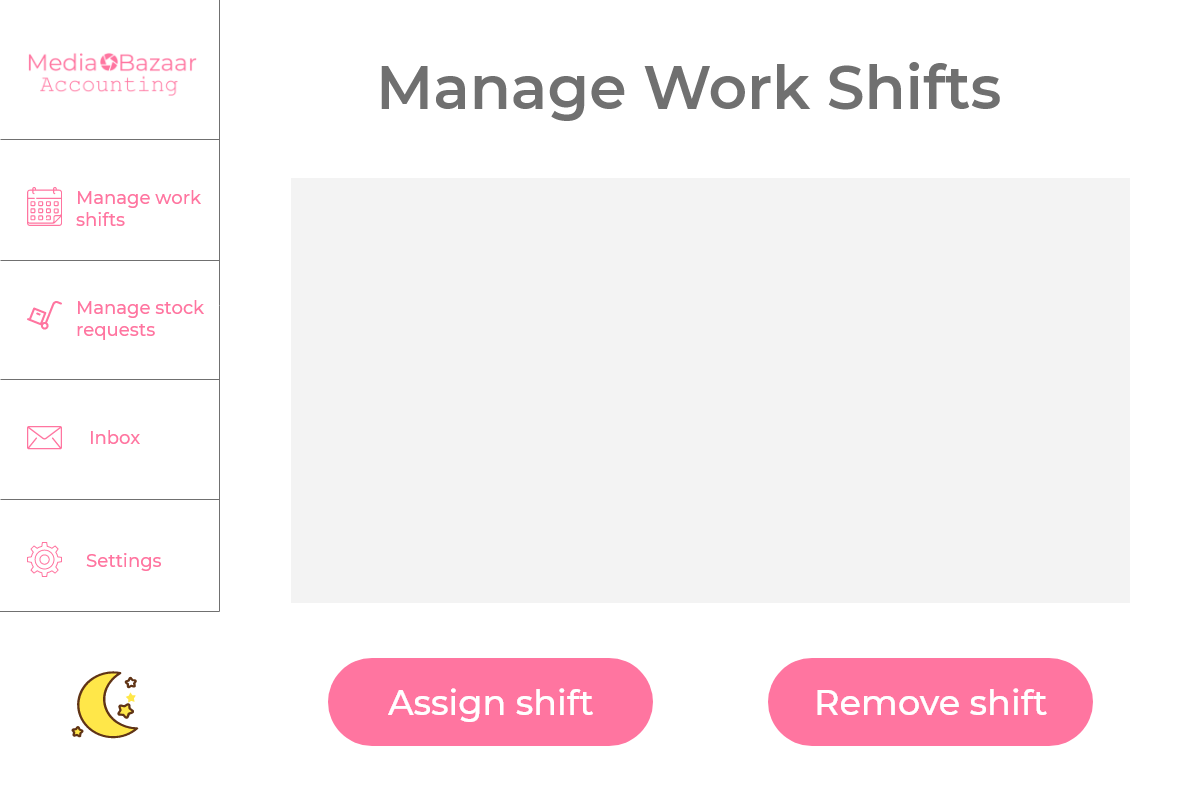 Media Bazaar
Accounting
Manage Work Shifts
Manage work
shifts
Manage stock
requests
Inbox
Settings
Assign shift
Remove shift